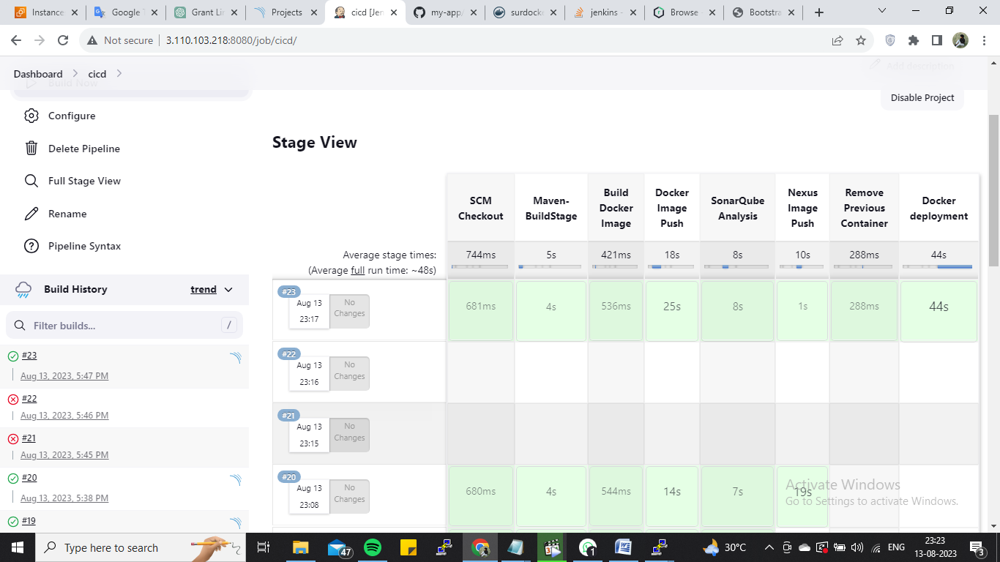 Instance
Google T
Grant Lin
Projects
cicd [Jen
my-app/
surdocke
jenkins -
Browse -
Bootstra
Not secure
3.110.103.218:8080/job/cicd/
Dashboard
cicd
Build Now
Add description
Disable Project
Configure
Delete Pipeline
Full Stage View
Rename
Pipeline Syntax
Build History
trend
Filter builds...
/
#23
Aug 13, 2023, 5:47 PM
#22
Aug 13, 2023, 5:46 PM
#21
Aug 13, 2023, 5:45 PM
#20
Aug 13, 2023, 5:38 PM
#19
Stage View
SCM
Checkout
Maven-
BuildStage
Build
Docker
Image
Docker
Image
Push
SonarQube
Analysis
Nexus
Image
Push
Remove
Previous
Container
Docker
deployment
Average stage times:
(Average full run time: ~48s)
744ms
5s
421ms
18s
8s
10s
288ms
44s
#23
Aug 13
23:17
No
Changes
681ms
4s
536ms
25s
8s
1s
288ms
44s
#22
Aug 13
23:16
No
Changes
#21
Aug 13
23:15
No
Changes
#20
Aug 13
23:08
No
Changes
680ms
4s
544ms
14s
7s
19s
Activate Windows
Go to Settings to activate Windows.
Type here to search
47
1
30°C
ENG
23:23
13-08-2023
3